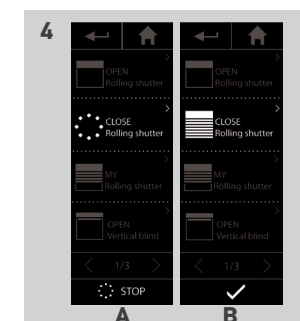 4
OPEN
Rolling shutter
CLOSE
Rolling shutter
MY
Rolling shutter
OPEN
Vertical blind
1/3
STOP
A
OPEN
Rolling shutter
CLOSE
Rolling shutter
MY
Rolling shutter
OPEN
Vertical blind
1/3
B